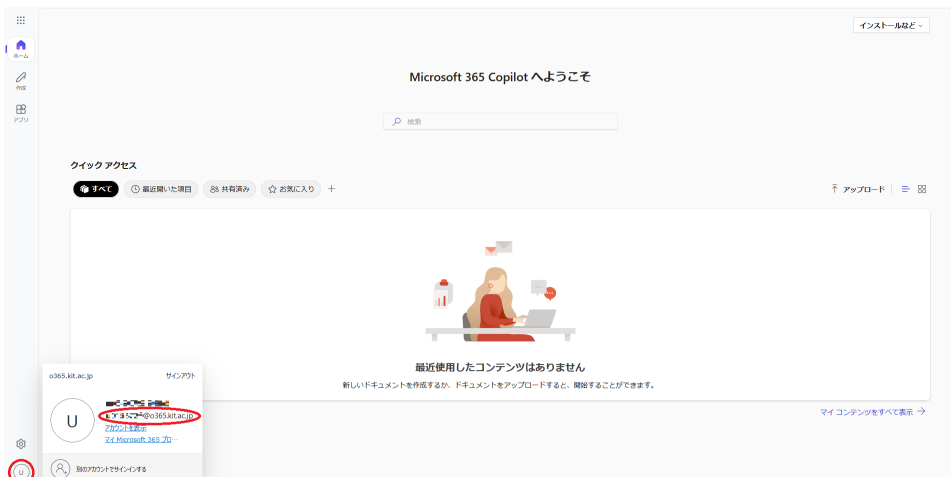 インストールなど
ホーム
作成
アプリ
Microsoft 365 Copilot へようこそ
検索
クイック アクセス
すべて
最近開いた項目
共有済み
お気に入り
アップロード
最近使用したコンテンツはありません
新しいドキュメントを作成するか、ドキュメントをアップロードすると、開始することができます。
マイ コンテンツをすべて表示
o365.kit.ac.jp
サインアウト
U
@o365.kit.ac.jp
アカウントを表示
マイ Microsoft 365 プロ…
別のアカウントでサインインする
U